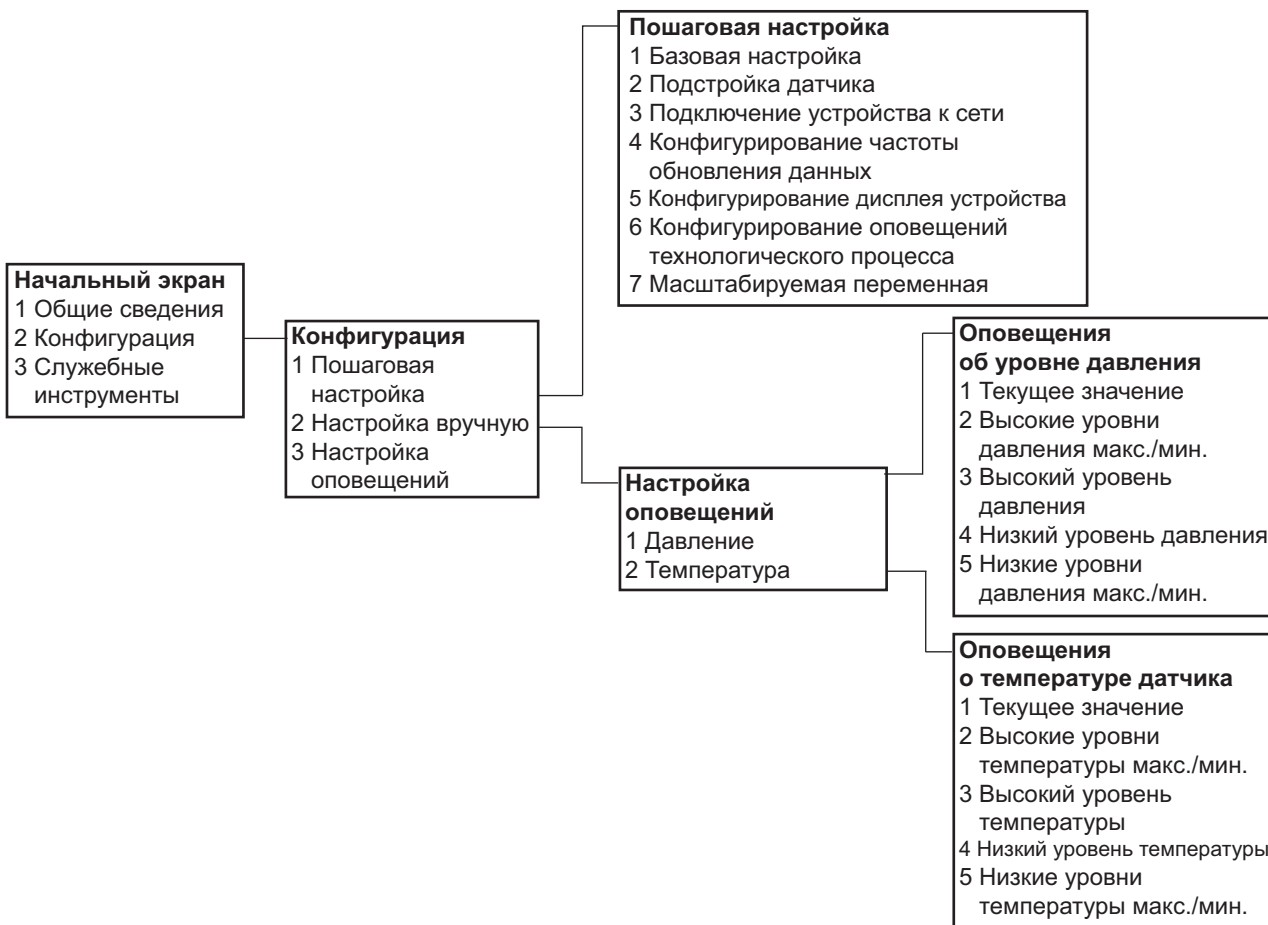 Начальный экран
1 Общие сведения
2 Конфигурация
3 Служебные
инструменты
Конфигурация
1 Пошаговая
настройка
2 Настройка вручную
3 Настройка
оповещений
Пошаговая настройка
1 Базовая настройка
2 Подстройка датчика
3 Подключение устройства к сети
4 Конфигурирование частоты
обновления данных
5 Конфигурирование дисплея устройства
6 Конфигурирование оповещений
технологического процесса
7 Масштабируемая переменная
Настройка
оповещений
1 Давление
2 Температура
Оповещения
об уровне давления
1 Текущее значение
2 Высокие уровни
давления макс./мин.
3 Высокий уровень
давления
4 Низкий уровень давления
5 Низкие уровни
давления макс./мин.
Оповещения
о температуре датчика
1 Текущее значение
2 Высокие уровни
температуры макс./мин.
3 Высокий уровень
температуры
4 Низкий уровень температуры
5 Низкие уровни
температуры макс./мин.